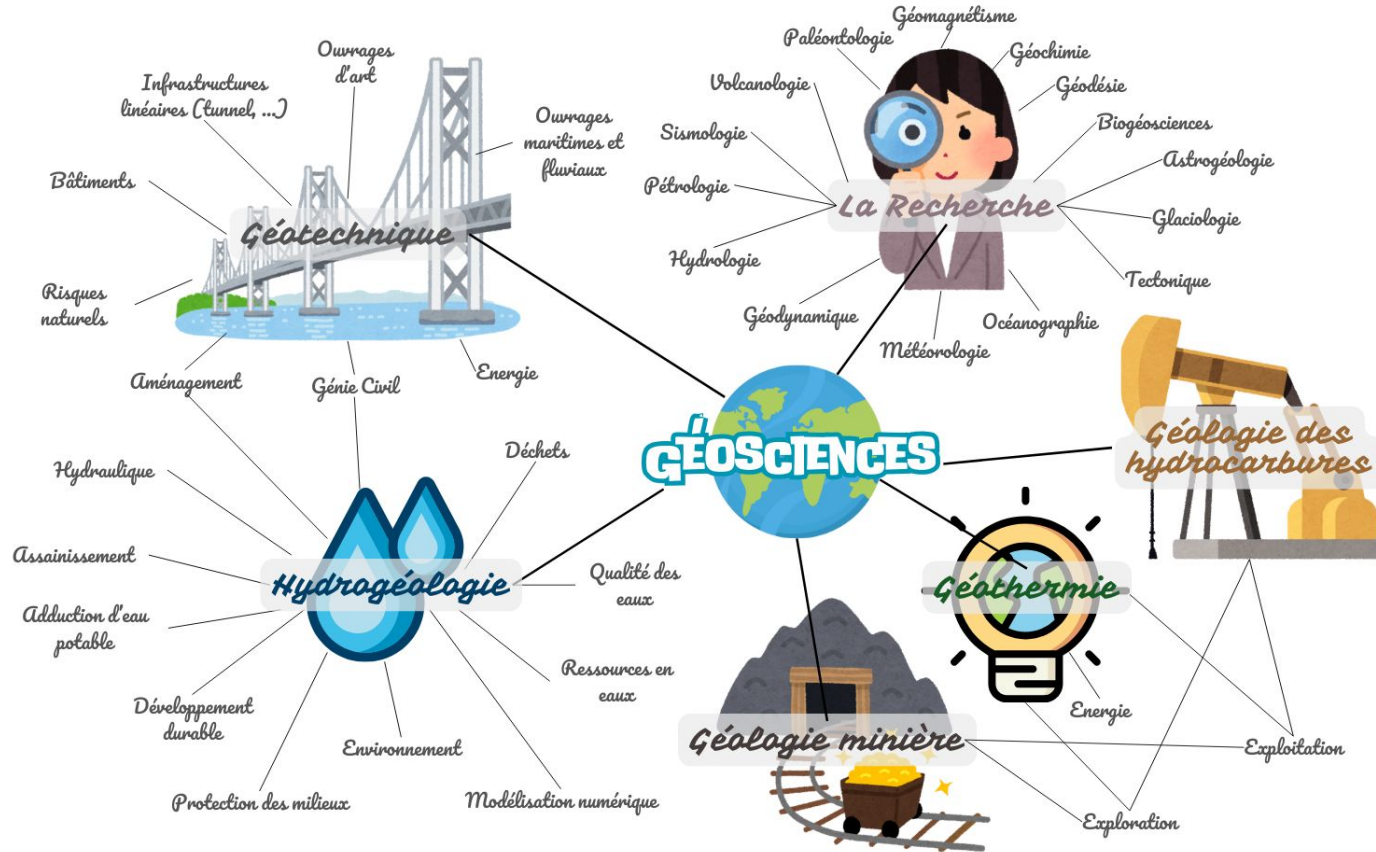 Géomagnétisme
Paléontologie
Géochimie
Ouvrages
d'art
Volcanologie
Géodésie
Infrastructures
linéaires (tunnel, ...)
Ouvrages
maritimes et
fluviaux
Biogéosciences
Sismologie
Astrogéologie
Bâtiments
Pétrologie
La Recherche
Glaciologie
Géotechnique
Hydrologie
Tectonique
Risques
naturels
Géodynamique
Océanographie
Météorologie
Aménagement
Génie Civil
Energie
GÉOSCIENCES
Géologie des
hydrocarbures
Déchets
Hydraulique
Assainissement
Hydrogéologie
Qualité des
eaux
Géothermie
Adduction d'eau
potable
Ressources en
eaux
Développement
durable
Energie
Environnement
Géologie minière
Exploitation
Protection des milieux
Modélisation numérique
Exploration